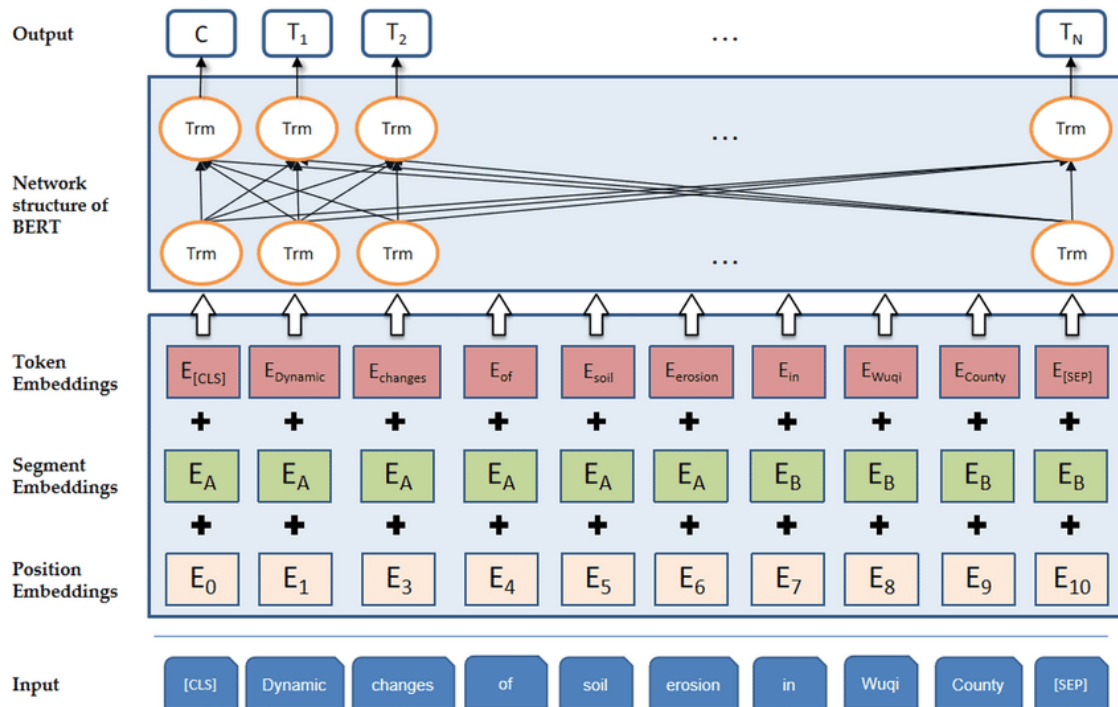 Output C T1 T2 ... TN
Trm Trm Trm ... Trm
Network
structure of
BERT
Trm Trm Trm ... Trm
Token
Embeddings
E[CLS] EDynamic Echanges Eof Esoil Eerosion Ein EWuqi ECounty E[SEP]
+ + + + + + + + + +
Segment
Embeddings
EA EA EA EA EA EA EB EB EB EB
+ + + + + + + + + +
Position
Embeddings
E0 E1 E3 E4 E5 E6 E7 E8 E9 E10
Input [CLS] Dynamic changes of soil erosion in Wuqi County [SEP]